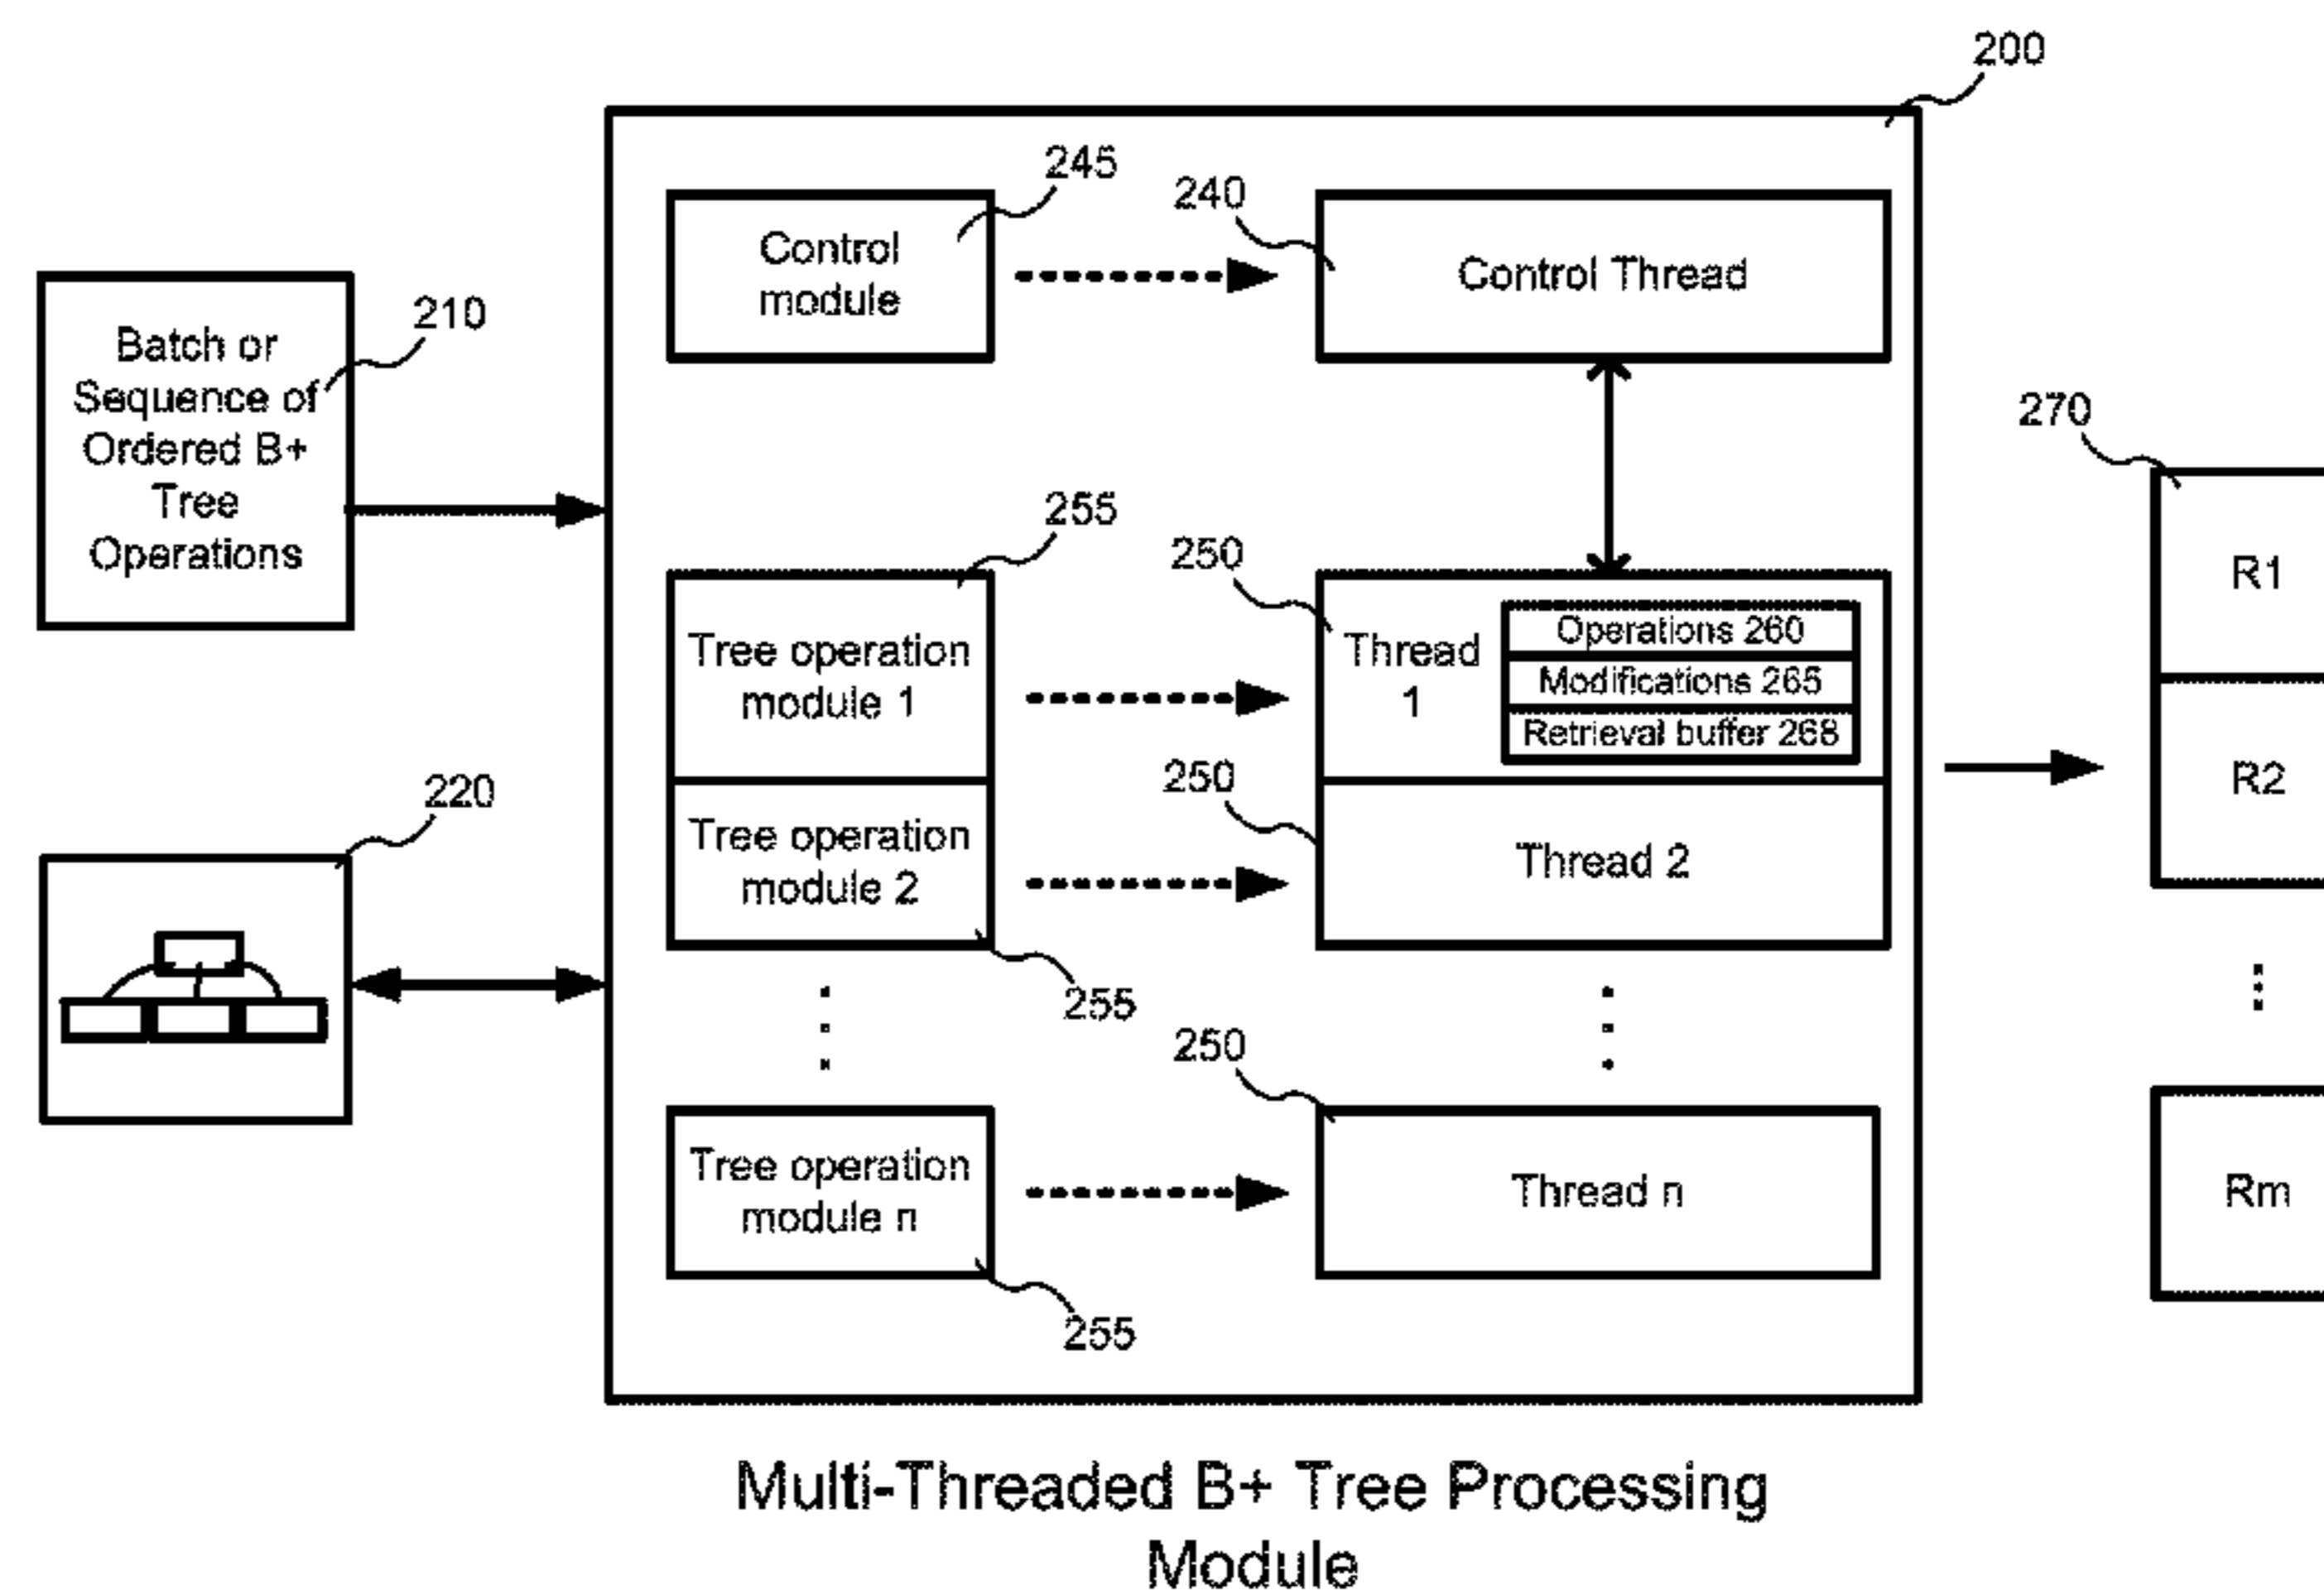 200
245
240
Control
module
Control Thread
210
Batch or
Sequence of
Ordered B+
Tree
Operations
270
255
250
R1
Tree operation
module 1
Thread
1
Operations 260
Modifications 265
Retrieval buffer 268
220
250
R2
Tree operation
module 2
Thread 2
255
250
Tree operation
module n
Thread n
Rm
255
Multi-Threaded B+ Tree Processing
Module